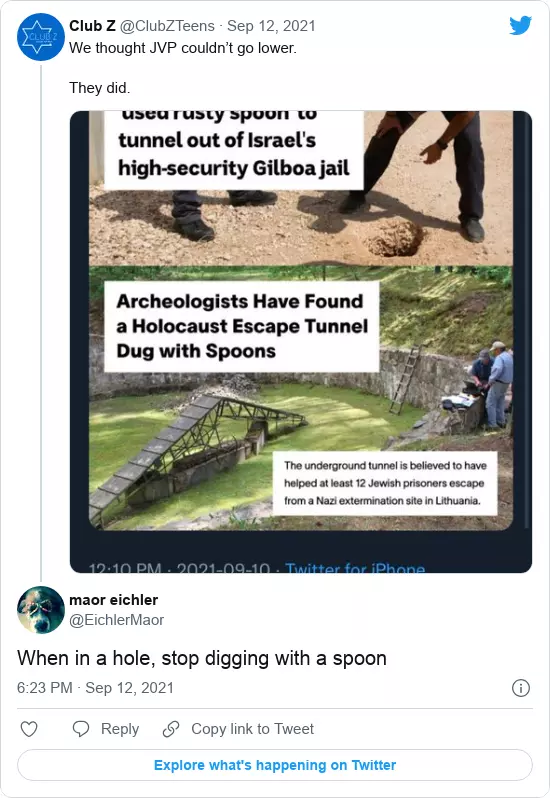 Club Z @ClubZTeens · Sep 12, 2021
We thought JVP couldn’t go lower.
They did.
used rusty spoon to
tunnel out of Israel's
high-security Gilboa jail
Archeologists Have Found
a Holocaust Escape Tunnel
Dug with Spoons
The underground tunnel is believed to have
helped at least 12 Jewish prisoners escape
from a Nazi extermination site in Lithuania.
12:10 PM · 2021-09-10 · Twitter for iPhone
maor eichler
@EichlerMaor
When in a hole, stop digging with a spoon
6:23 PM · Sep 12, 2021
Reply
Copy link to Tweet
Explore what's happening on Twitter